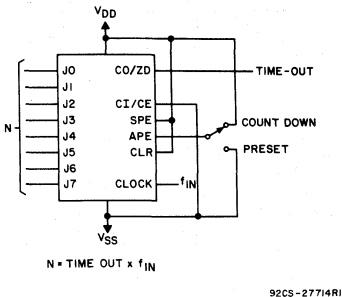 VDD
J0 CO/ZD TIME-OUT
J1
J2 CI/CE
J3 SPE COUNT DOWN
N J4 APE
J5 CLR PRESET
J6
J7 CLOCK fIN
VSS
N = TIME OUT x fIN
92CS-27714R1